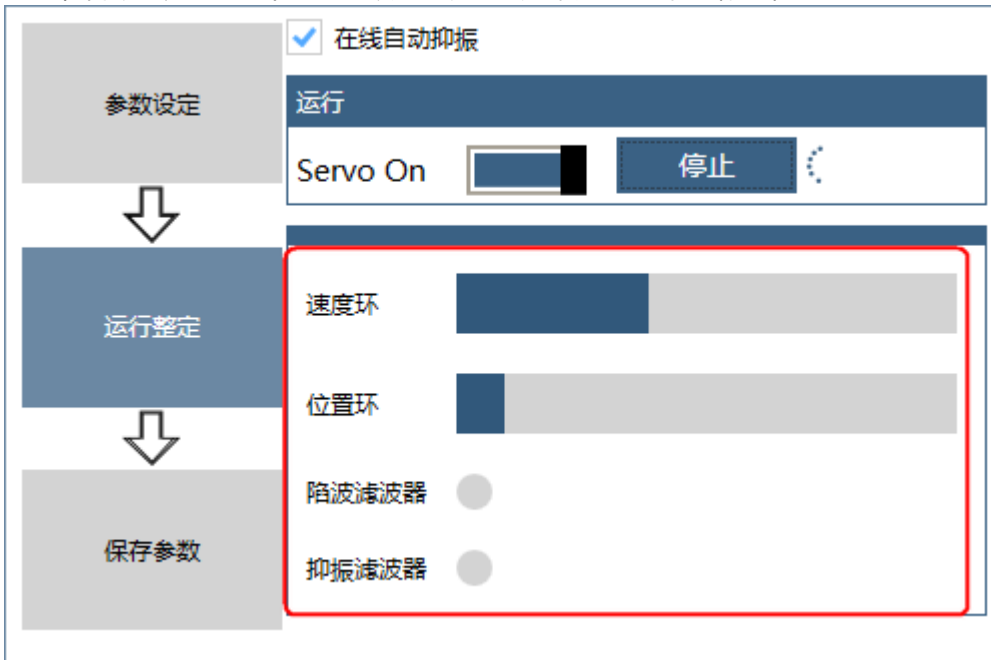 在线自动抑振
参数设定
运行
Servo On
停止
运行整定
速度环
位置环
陷波滤波器
保存参数
抑振滤波器